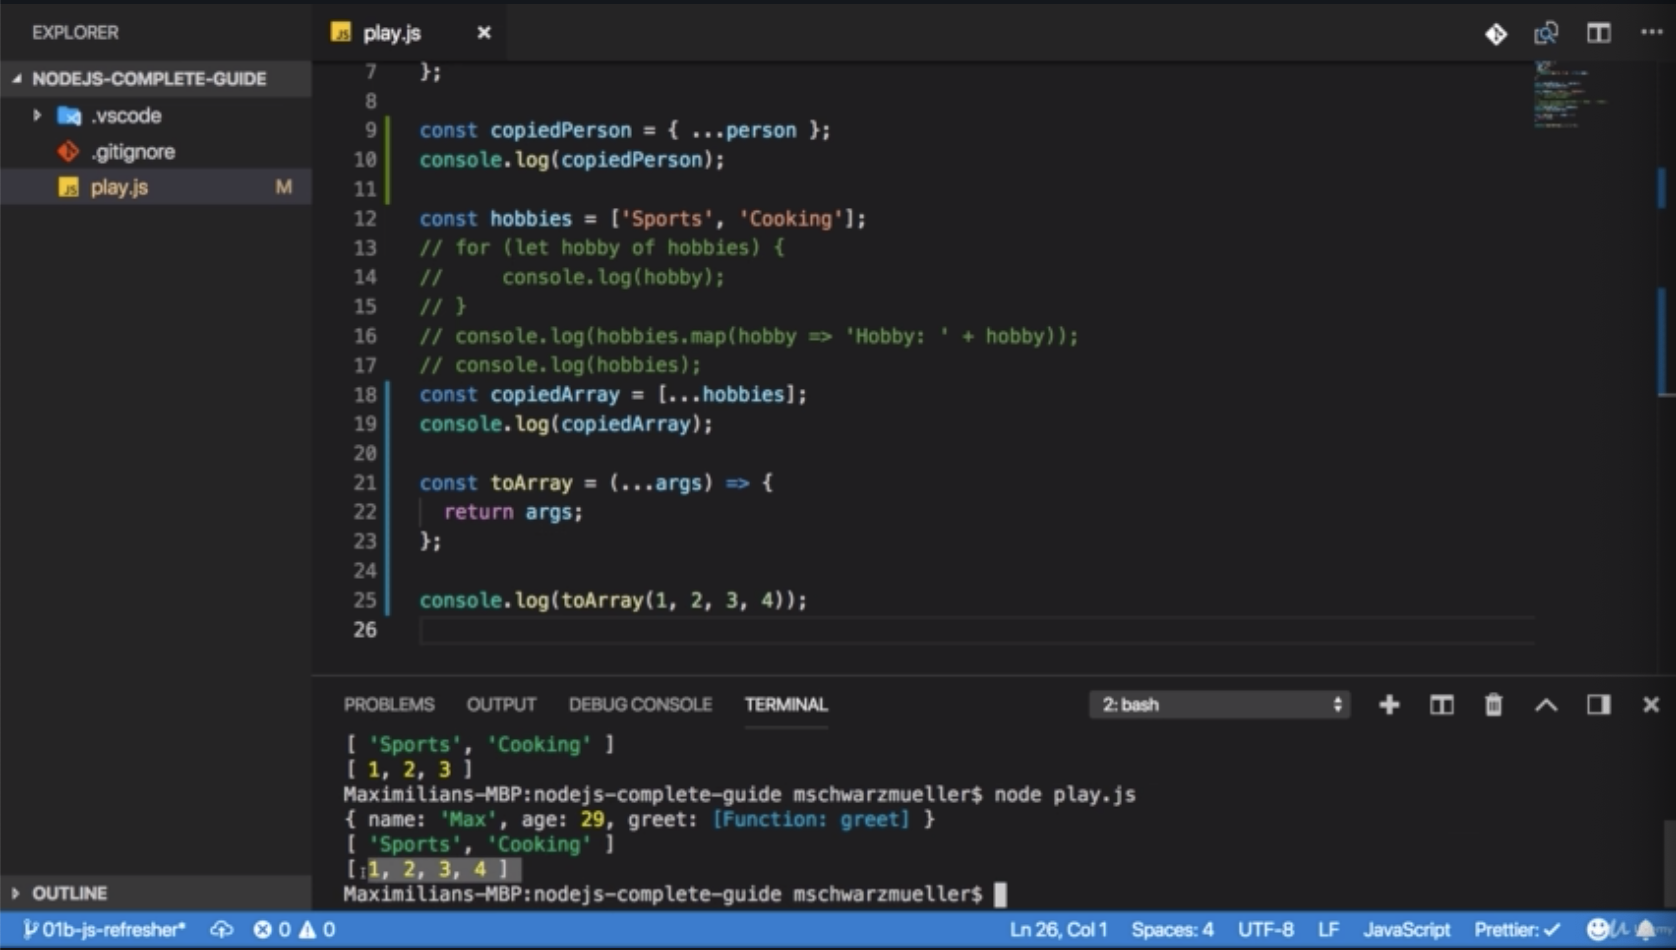 EXPLORER
play.js
NODEJS-COMPLETE-GUIDE
.vscode
.gitignore
play.js M
7 };
8
9 const copiedPerson = { ...person };
10 console.log(copiedPerson);
11
12 const hobbies = ['Sports', 'Cooking'];
13 // for (let hobby of hobbies) {
14 //     console.log(hobby);
15 // }
16 // console.log(hobbies.map(hobby => 'Hobby: ' + hobby));
17 // console.log(hobbies);
18 const copiedArray = [...hobbies];
19 console.log(copiedArray);
20
21 const toArray = (...args) => {
22   return args;
23 };
24
25 console.log(toArray(1, 2, 3, 4));
26
PROBLEMS OUTPUT DEBUG CONSOLE TERMINAL 2: bash
[ 'Sports', 'Cooking' ]
[ 1, 2, 3 ]
Maximilians-MBP:nodejs-complete-guide mschwarzmueller$ node play.js
{ name: 'Max', age: 29, greet: [Function: greet] }
[ 'Sports', 'Cooking' ]
[ 1, 2, 3, 4 ]
Maximilians-MBP:nodejs-complete-guide mschwarzmueller$
OUTLINE
01b-js-refresher* 0 0 Ln 26, Col 1 Spaces: 4 UTF-8 LF JavaScript Prettier: ✓